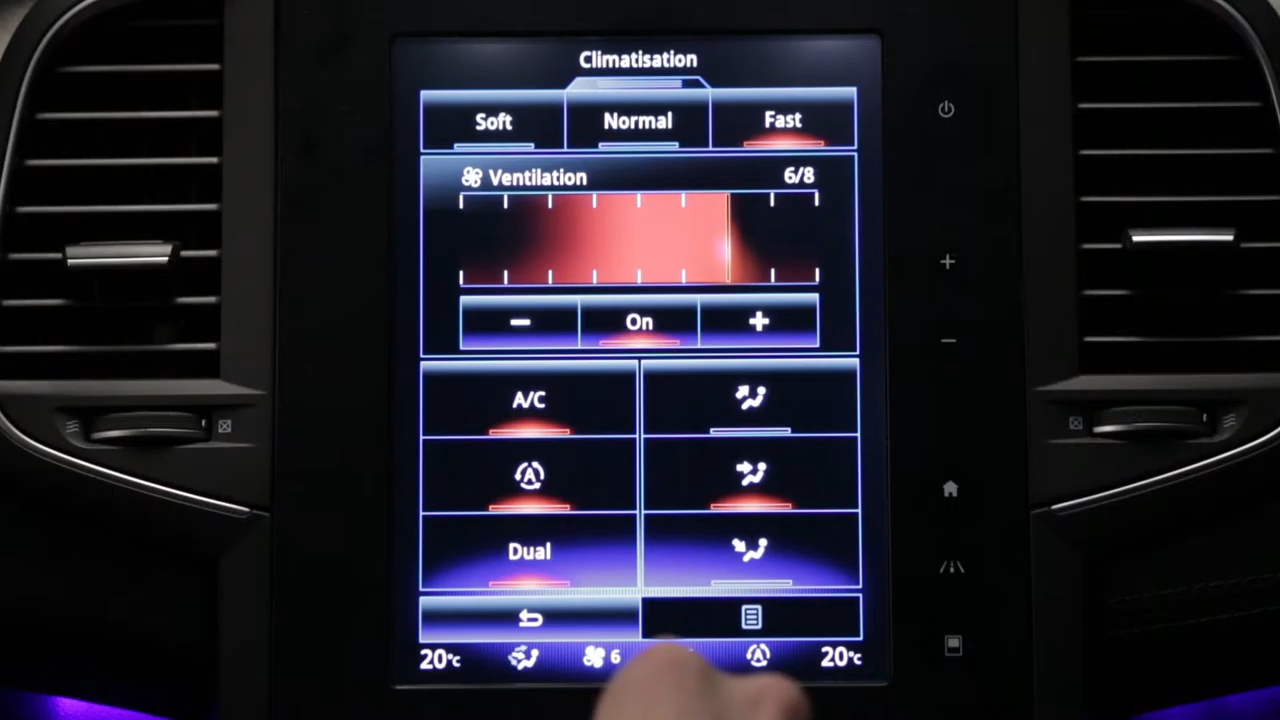 Climatisation
Soft Normal Fast
Ventilation 6/8
On
A/C
A
Dual
20°C 6 A 20°C